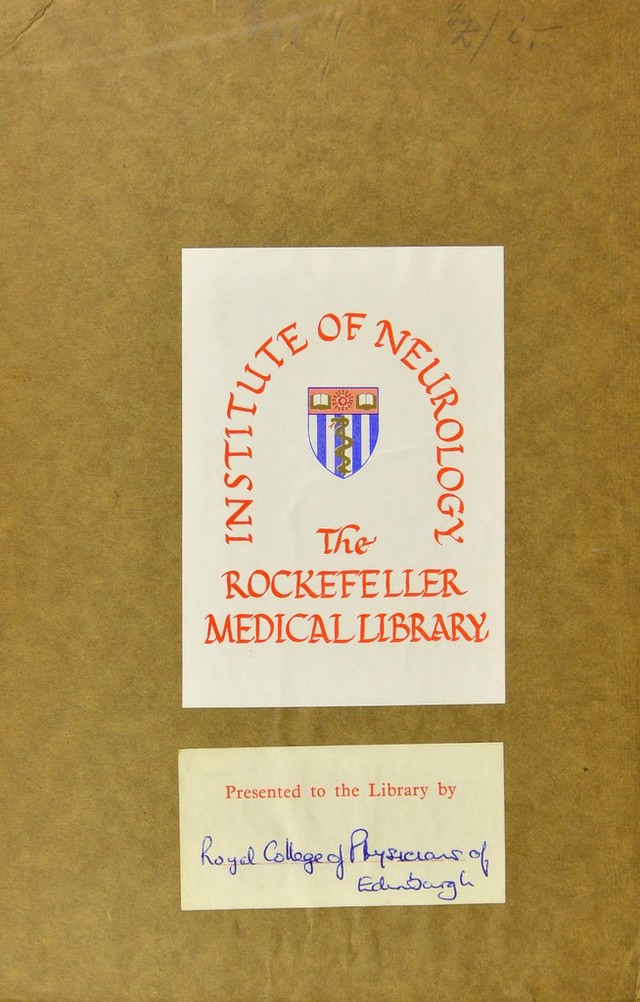 INSTITUTE OF NEUROLOGY
The
ROCKEFELLER
MEDICAL LIBRARY
Presented to the Library by
Royal College of Physicians of
Edinburgh